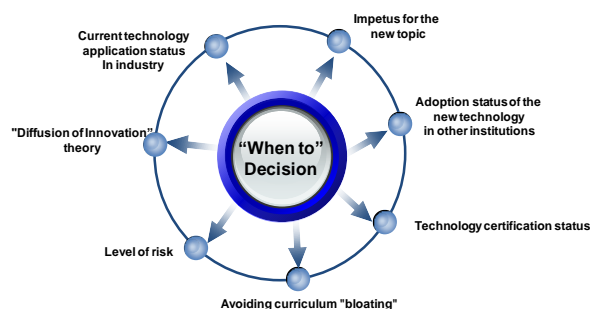 Impetus for the
new topic
Current technology
application status
In industry
Adoption status of the
new technology
in other institutions
"Diffusion of Innovation”
theory
“When to”
Decision
Technology certification status
Level of risk
Avoiding curriculum "bloating"